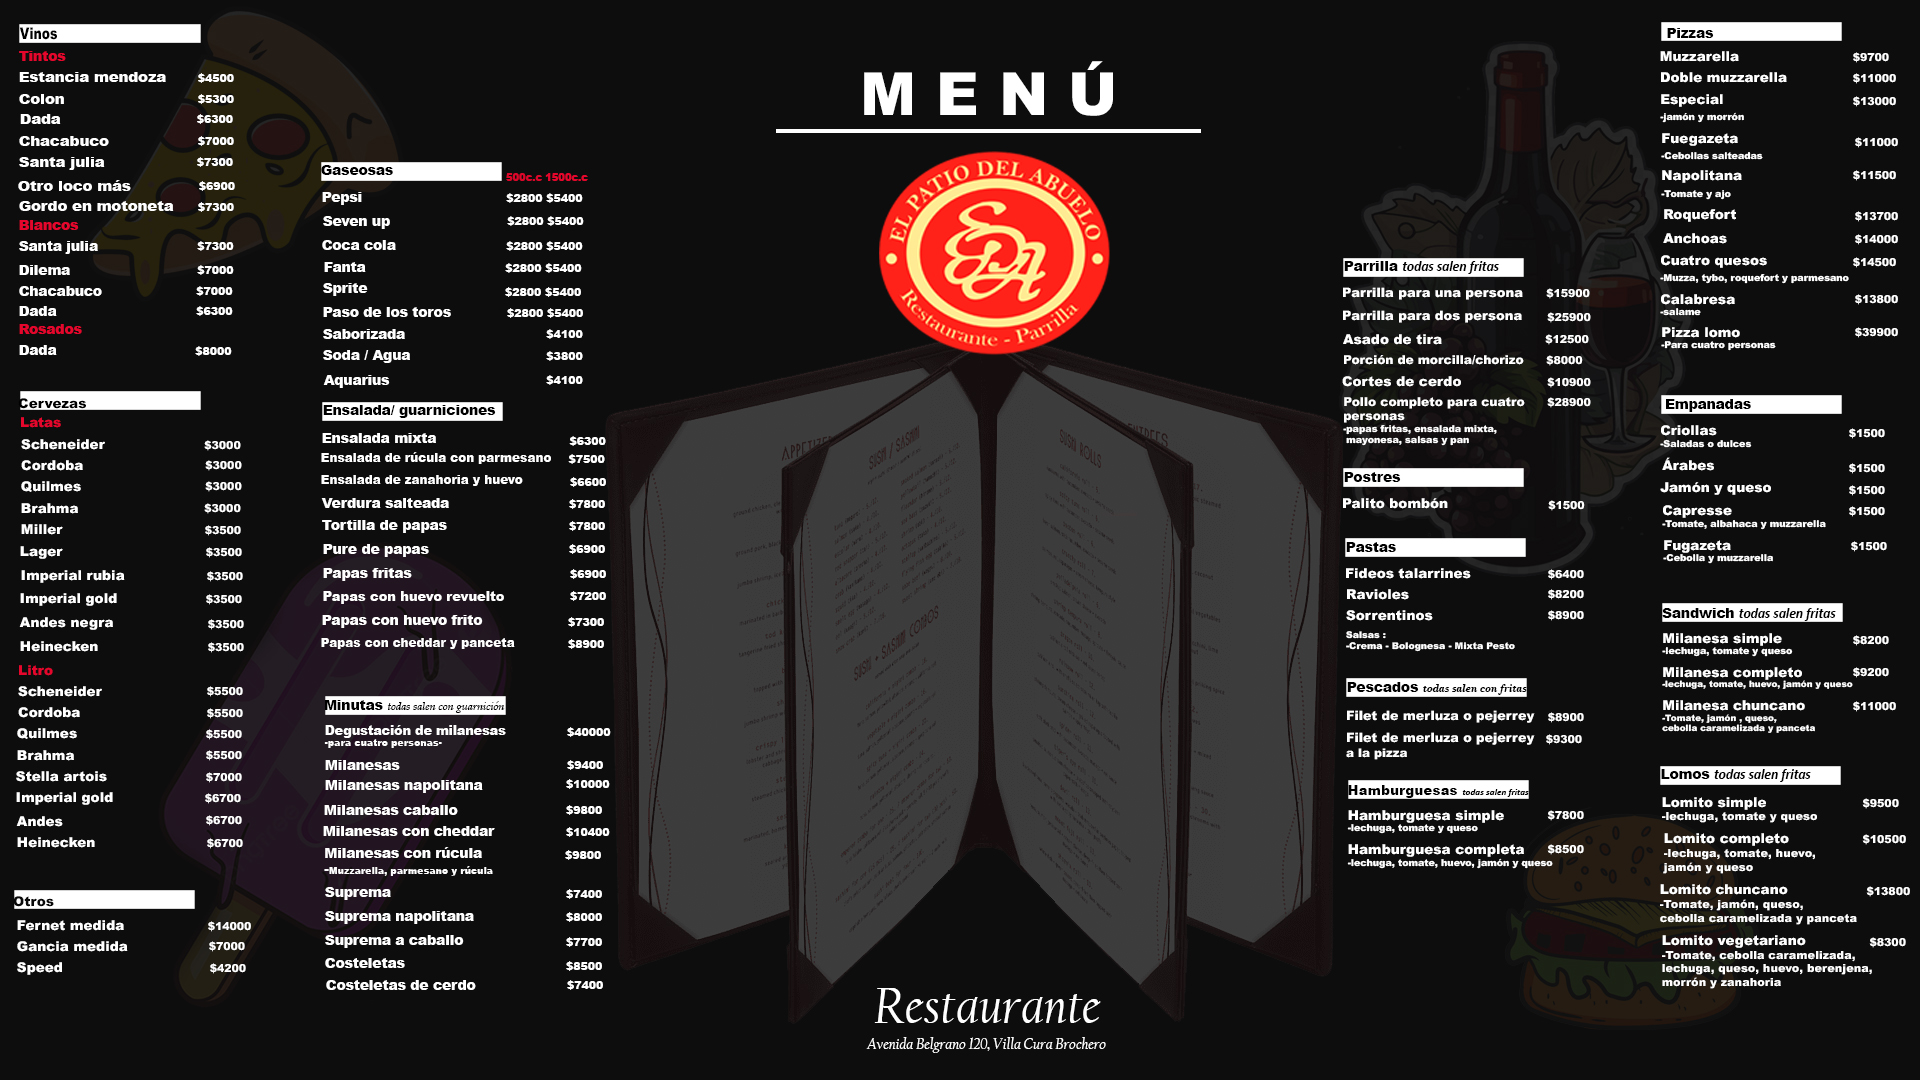 MENÚ
EL PATIO DEL ABUELO
EDA
Restaurante - Parrilla
Vinos
Tintos
Estancia mendoza $4500
Colon $5300
Dada $6300
Chacabuco $7000
Santa julia $7300
Otro loco más $6900
Gordo en motoneta $7300
Blancos
Santa julia $7300
Dilema $7000
Chacabuco $7000
Dada $6300
Rosados
Dada $8000
Cervezas
Latas
Scheneider $3000
Cordoba $3000
Quilmes $3000
Brahma $3000
Miller $3500
Lager $3500
Imperial rubia $3500
Imperial gold $3500
Andes negra $3500
Heinecken $3500
Litro
Scheneider $5500
Cordoba $5500
Quilmes $5500
Brahma $5500
Stella artois $7000
Imperial gold $6700
Andes $6700
Heinecken $6700
Otros
Fernet medida $14000
Gancia medida $7000
Speed $4200
Gaseosas 500c.c 1500c.c
Pepsi $2800 $5400
Seven up $2800 $5400
Coca cola $2800 $5400
Fanta $2800 $5400
Sprite $2800 $5400
Paso de los toros $2800 $5400
Saborizada $4100
Soda / Agua $3800
Aquarius $4100
Ensalada/ guarniciones
Ensalada mixta $6300
Ensalada de rúcula con parmesano $7500
Ensalada de zanahoria y huevo $6600
Verdura salteada $7800
Tortilla de papas $7800
Pure de papas $6900
Papas fritas $6900
Papas con huevo revuelto $7200
Papas con huevo frito $7300
Papas con cheddar y panceta $8900
Minutas todas salen con guarnición
Degustación de milanesas $40000
-para cuatro personas-
Milanesas $9400
Milanesas napolitana $10000
Milanesas caballo $9800
Milanesas con cheddar $10400
Milanesas con rúcula $9800
-Muzzarella, parmesano y rúcula
Suprema $7400
Suprema napolitana $8000
Suprema a caballo $7700
Costeletas $8500
Costeletas de cerdo $7400
APPETIZE
SUSHI / SASHIMI
SUSHI • SASHIMI COMBOS
SUSHI ROLLS
ENTREES
Restaurante
Avenida Belgrano 120, Villa Cura Brochero
Parrilla todas salen fritas
Parrilla para una persona $15900
Parrilla para dos persona $25900
Asado de tira $12500
Porción de morcilla/chorizo $8000
Cortes de cerdo $10900
Pollo completo para cuatro $28900
personas
-papas fritas, ensalada mixta,
mayonesa, salsas y pan
Postres
Palito bombón $1500
Pastas
Fideos talarrines $6400
Ravioles $8200
Sorrentinos $8900
Salsas :
-Crema - Bolognesa - Mixta Pesto
Pescados todas salen con fritas
Filet de merluza o pejerrey $8900
Filet de merluza o pejerrey $9300
a la pizza
Hamburguesas todas salen fritas
Hamburguesa simple $7800
-lechuga, tomate y queso
Hamburguesa completa $8500
-lechuga, tomate, huevo, jamón y queso
Pizzas
Muzzarella $9700
Doble muzzarella $11000
Especial $13000
-jamón y morrón
Fuegazeta $11000
-Cebollas salteadas
Napolitana $11500
-Tomate y ajo
Roquefort $13700
Anchoas $14000
Cuatro quesos $14500
-Muzza, tybo, roquefort y parmesano
Calabresa $13800
-salame
Pizza lomo $39900
-Para cuatro personas
Empanadas
Criollas $1500
-Saladas o dulces
Árabes $1500
Jamón y queso $1500
Capresse $1500
-Tomate, albahaca y muzzarella
Fugazeta $1500
-Cebolla y muzzarella
Sandwich todas salen fritas
Milanesa simple $8200
-lechuga, tomate y queso
Milanesa completo $9200
-lechuga, tomate, huevo, jamón y queso
Milanesa chuncano $11000
-Tomate, jamón , queso,
cebolla caramelizada y panceta
Lomos todas salen fritas
Lomito simple $9500
-lechuga, tomate y queso
Lomito completo $10500
-lechuga, tomate, huevo,
jamón y queso
Lomito chuncano $13800
-Tomate, jamón, queso,
cebolla caramelizada y panceta
Lomito vegetariano $8300
-Tomate, cebolla caramelizada,
lechuga, queso, huevo, berenjena,
morrón y zanahoria